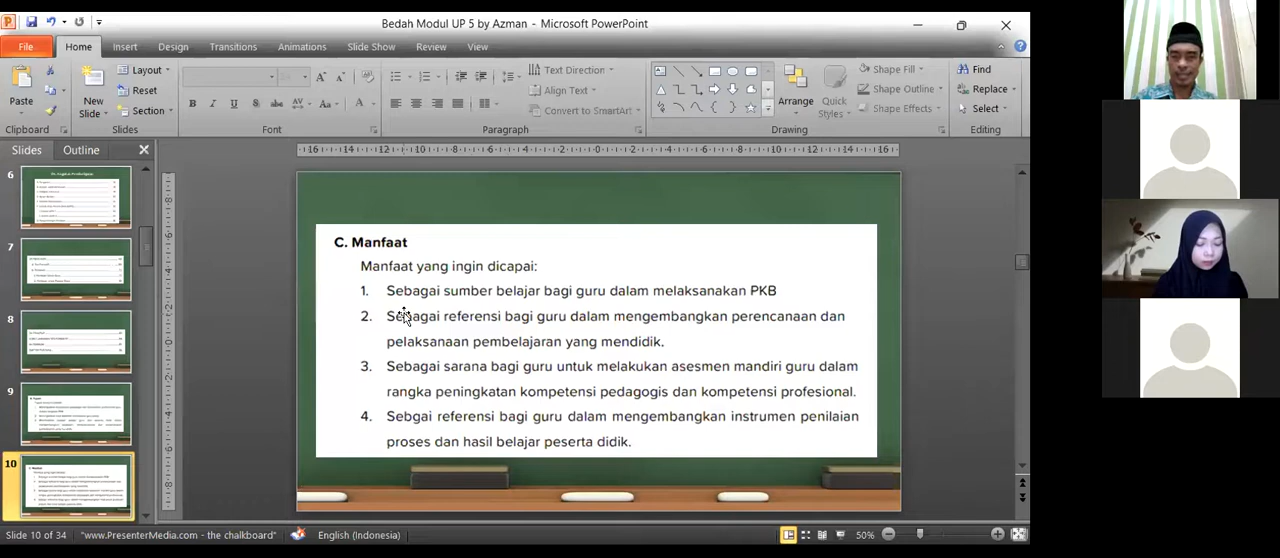 Bedah Modul UP 5 by Azman - Microsoft PowerPoint
File Home Insert Design Transitions Animations Slide Show Review View
Paste
New Slide
Layout
Reset
Section
Text Direction
Align Text
Convert to SmartArt
Arrange
Quick Styles
Shape Fill
Shape Outline
Shape Effects
Find
Replace
Select
Clipboard Slides Font Paragraph Drawing Editing
Slides Outline
6
7
8
9
10
C. Manfaat
Manfaat yang ingin dicapai:
1. Sebagai sumber belajar bagi guru dalam melaksanakan PKB
2. Sebagai referensi bagi guru dalam mengembangkan perencanaan dan
pelaksanaan pembelajaran yang mendidik.
3. Sebagai sarana bagi guru untuk melakukan asesmen mandiri guru dalam
rangka peningkatan kompetensi pedagogis dan kompetensi profesional.
4. Sebgai referensi bagi guru dalam mengembangkan instrumen penilaian
proses dan hasil belajar peserta didik.
Slide 10 of 34 "www.PresenterMedia.com - the chalkboard" English (Indonesia) 50%